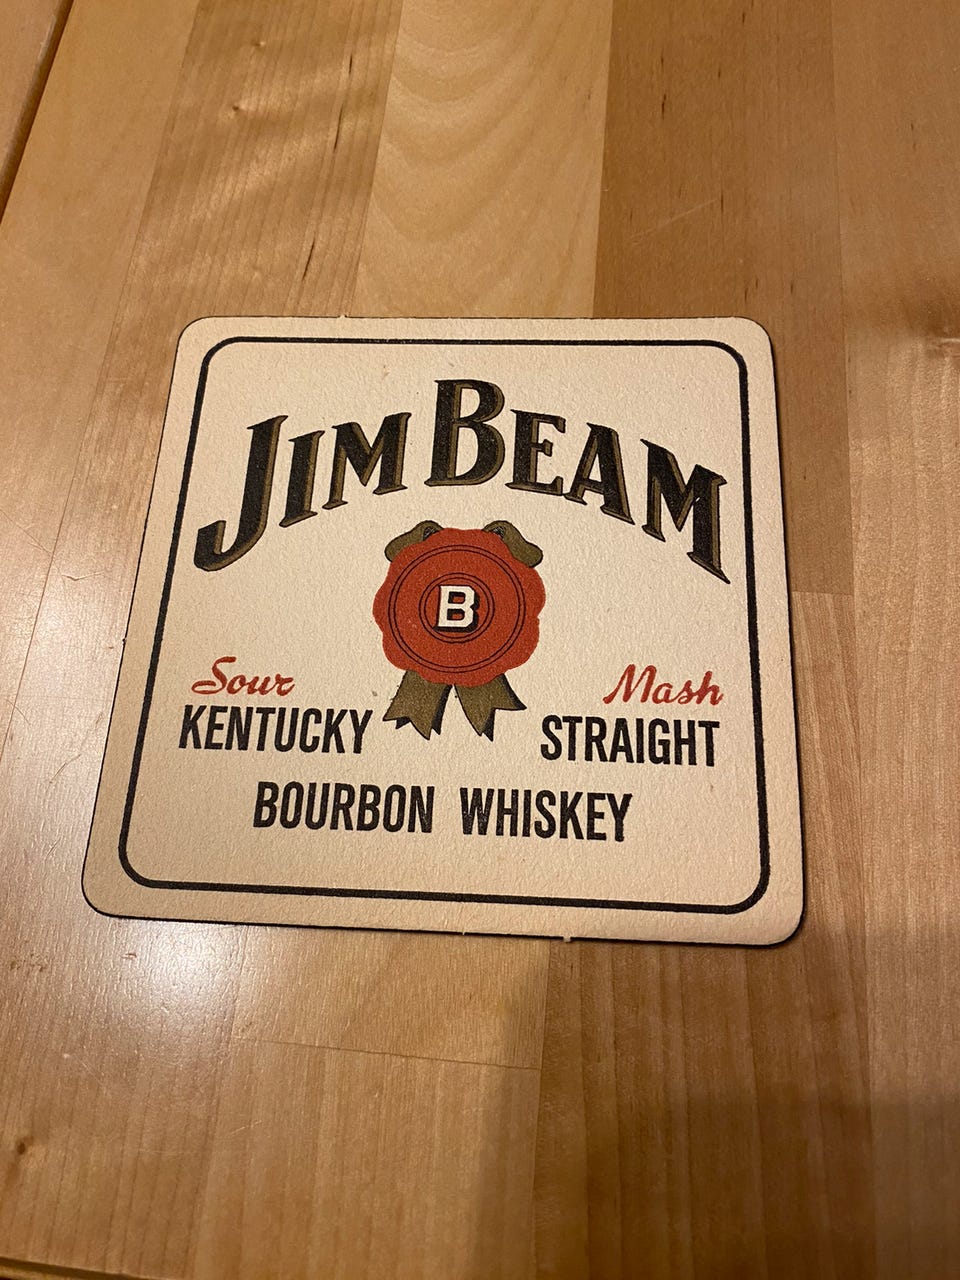 JIM BEAM
B
Sour Mash
KENTUCKY STRAIGHT
BOURBON WHISKEY